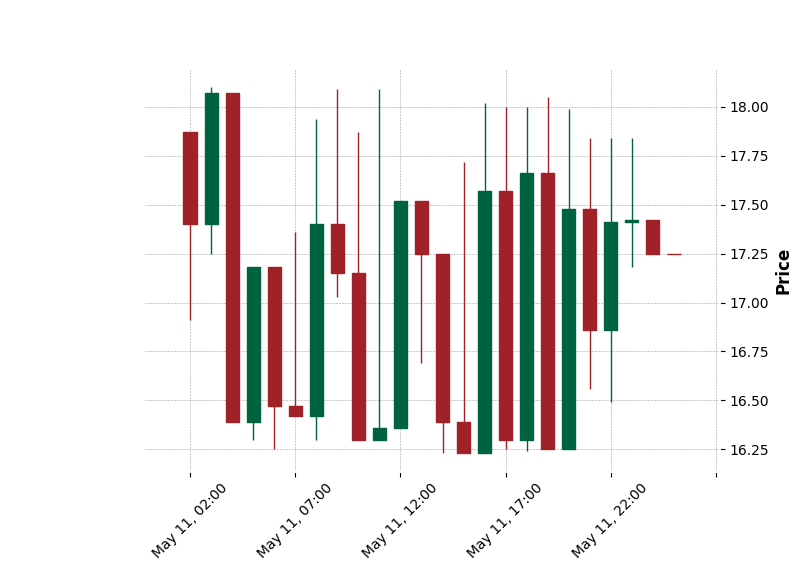 18.00
17.75
17.50
17.25
17.00
16.75
16.50
16.25
Price
May 11, 02:00
May 11, 07:00
May 11, 12:00
May 11, 17:00
May 11, 22:00